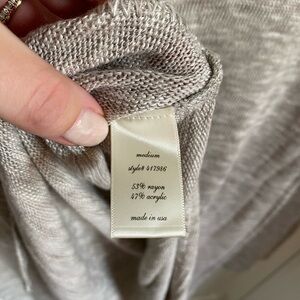 medium
style# 417986
53% rayon
47% acrylic
made in usa